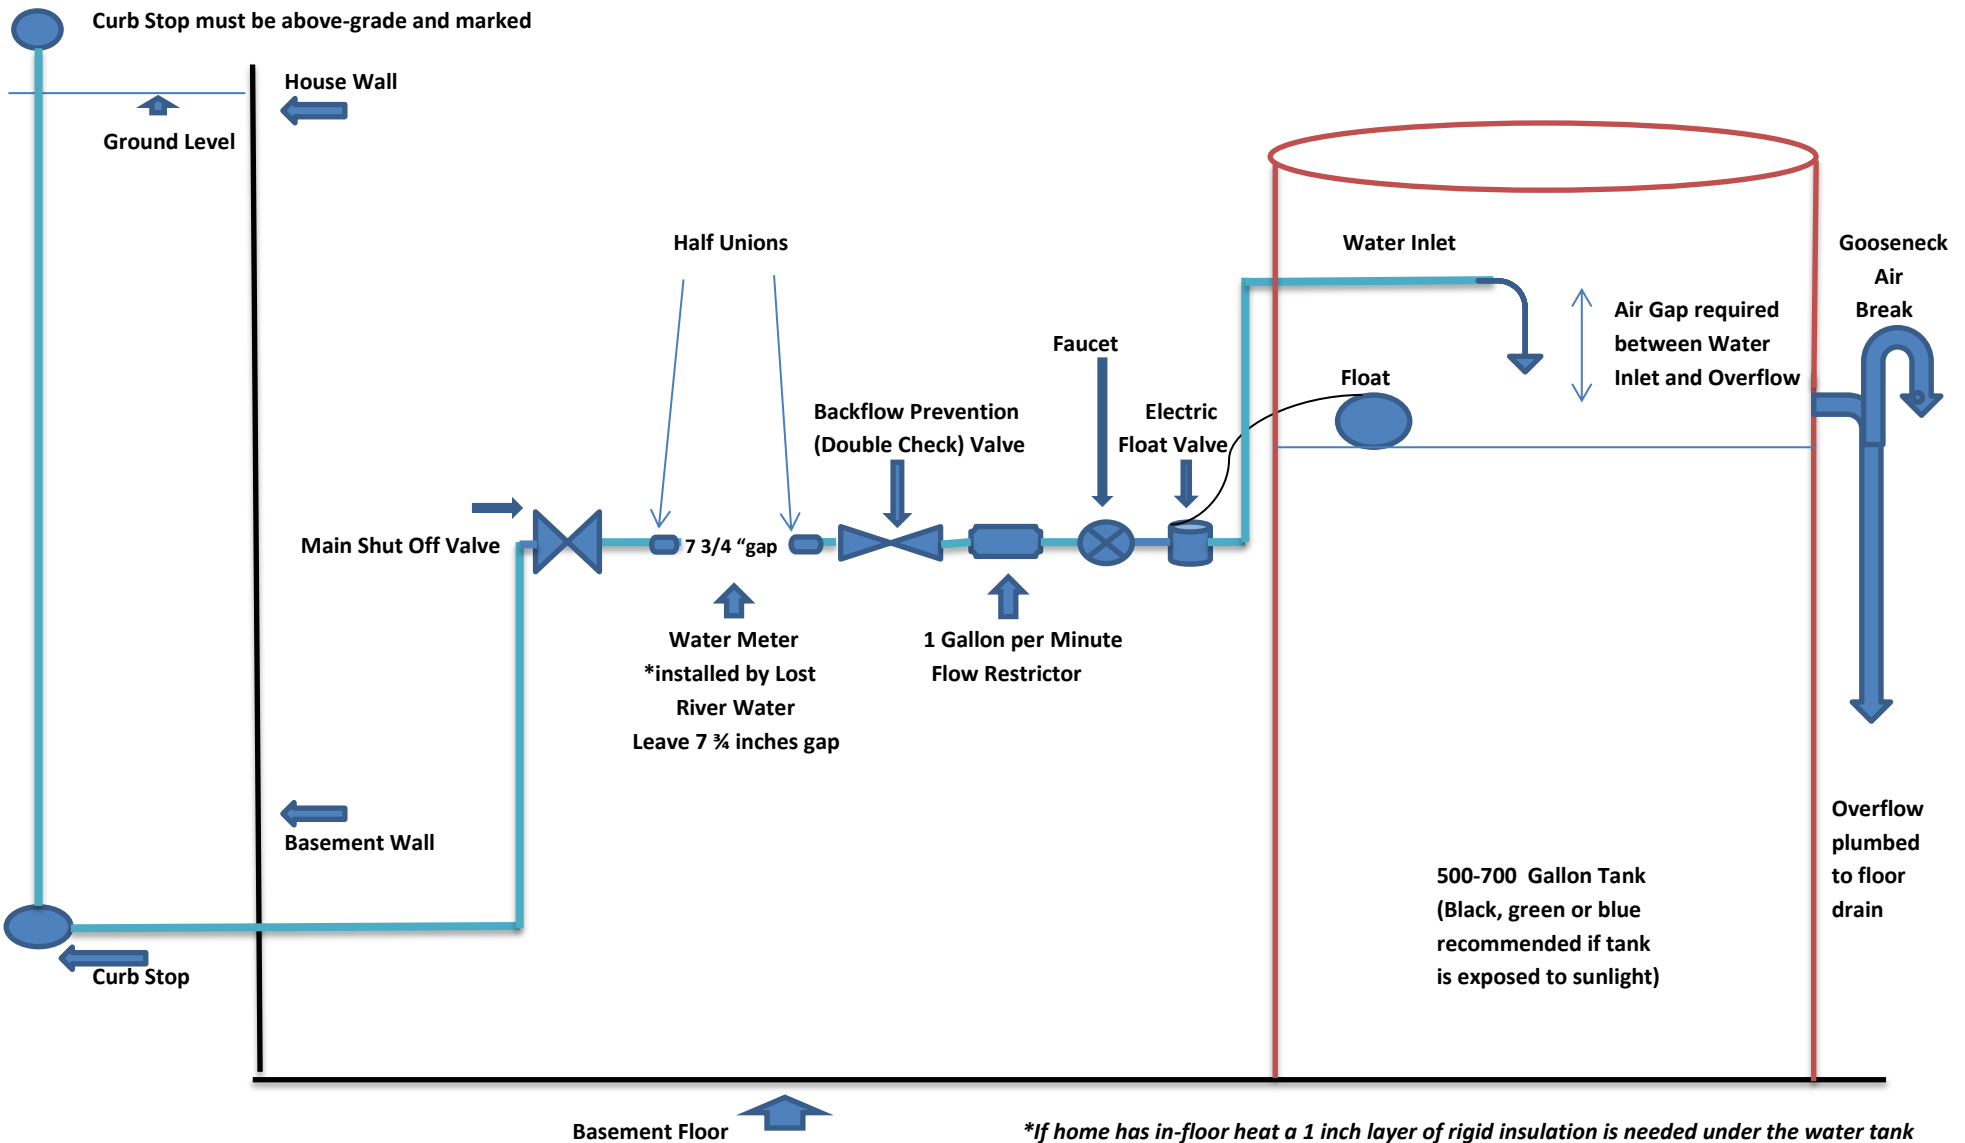 Curb Stop must be above-grade and marked
House Wall
Ground Level
Half Unions
Water Inlet
Gooseneck
Air
Break
Air Gap required
between Water
Inlet and Overflow
Faucet
Float
Backflow Prevention
(Double Check) Valve
Electric
Float Valve
Main Shut Off Valve
7 3/4 “gap
Water Meter
*installed by Lost
River Water
Leave 7 ¾ inches gap
1 Gallon per Minute
Flow Restrictor
Basement Wall
Overflow
plumbed
to floor
drain
500-700 Gallon Tank
(Black, green or blue
recommended if tank
is exposed to sunlight)
Curb Stop
Basement Floor
*If home has in-floor heat a 1 inch layer of rigid insulation is needed under the water tank